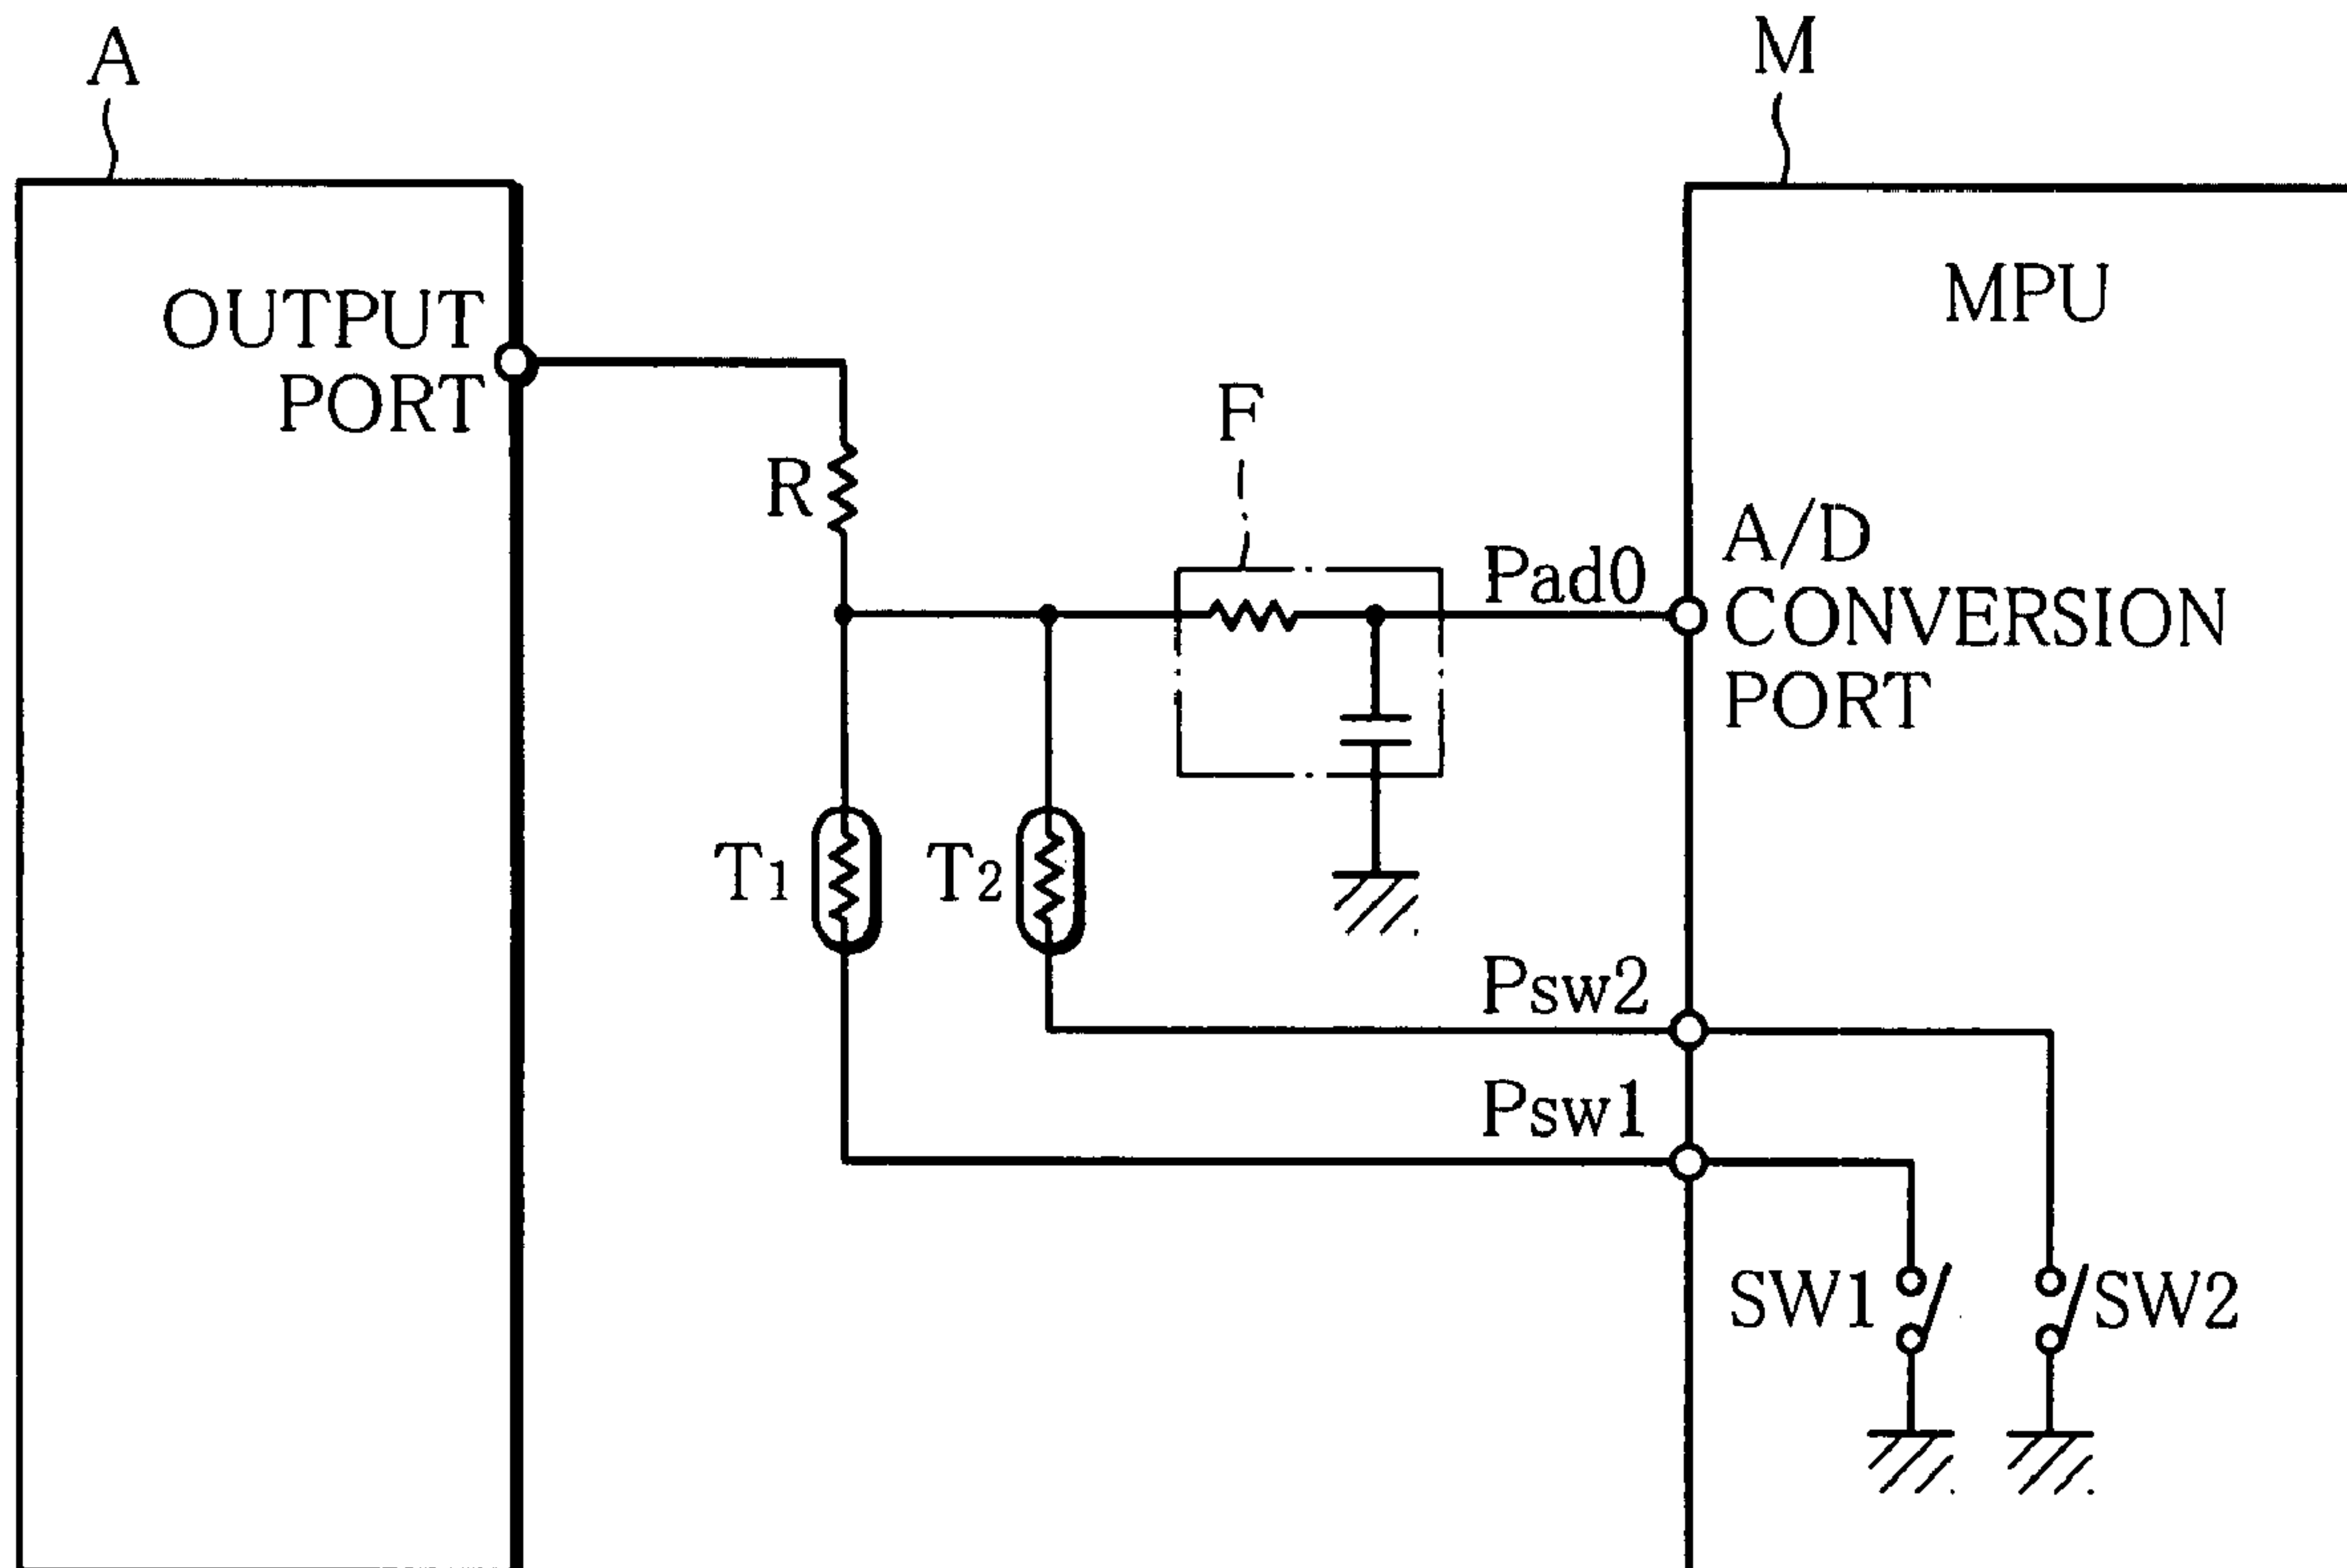 A
M
OUTPUT
PORT
MPU
F
R
Pad0
A/D
CONVERSION
PORT
T1
T2
Psw2
Psw1
SW1
SW2